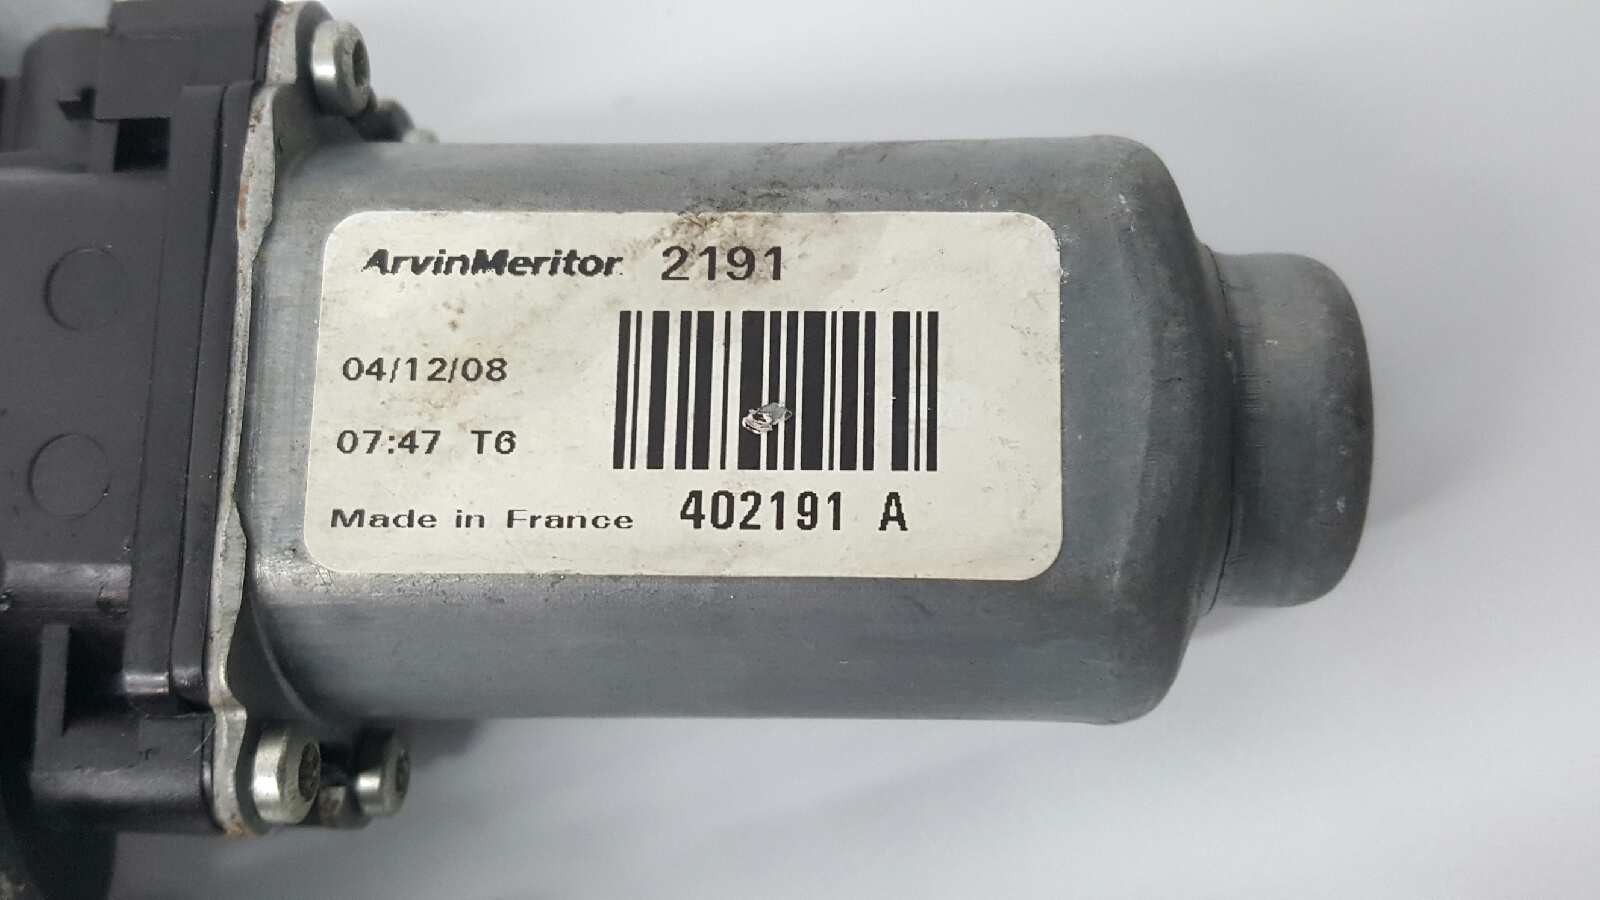 ArvinMeritor 2191
04/12/08
07:47 T6
Made in France 402191 A